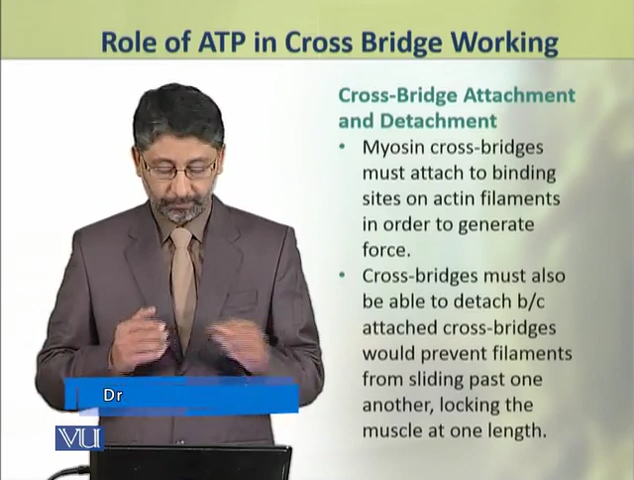 Role of ATP in Cross Bridge Working
Cross-Bridge Attachment
and Detachment
• Myosin cross-bridges
must attach to binding
sites on actin filaments
in order to generate
force.
• Cross-bridges must also
be able to detach b/c
attached cross-bridges
would prevent filaments
from sliding past one
another, locking the
muscle at one length.
Dr
VU